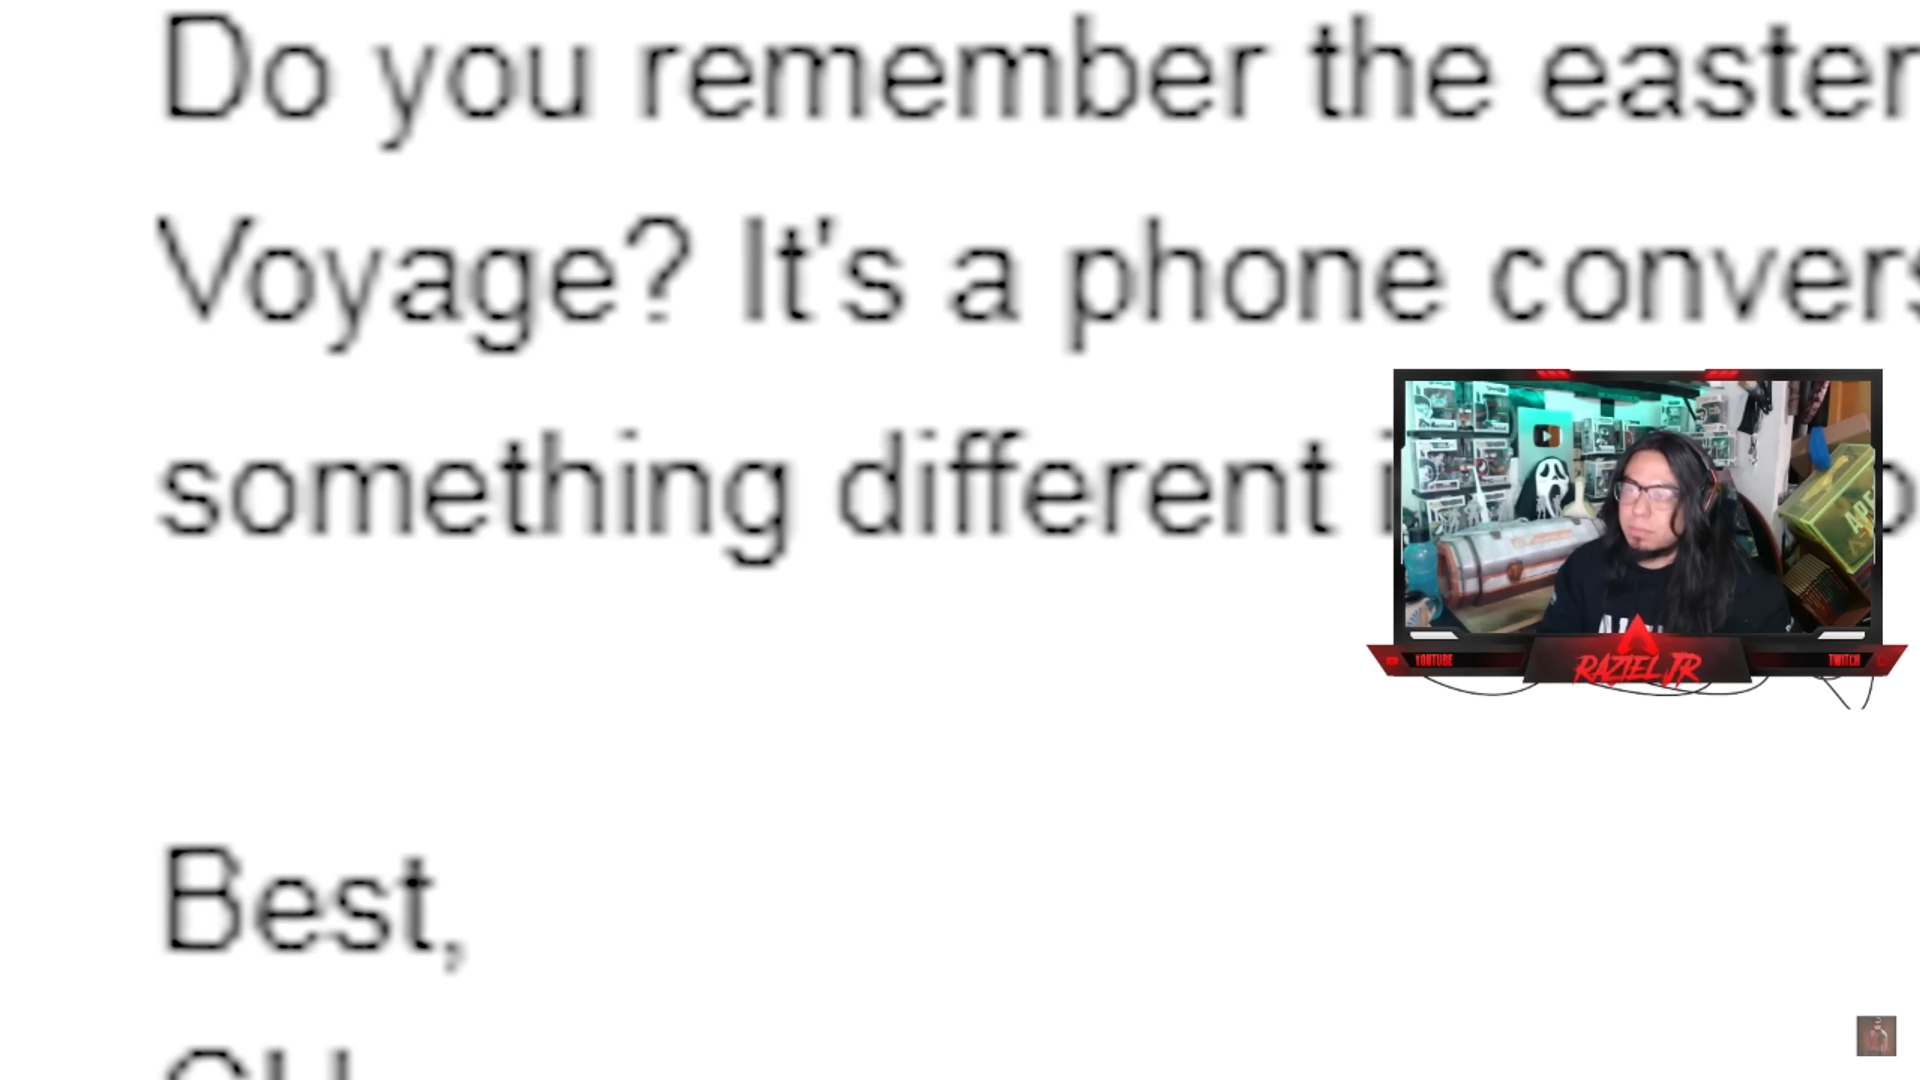 Do you remember the easter
Voyage? It's a phone convers
something different
Best,
YOUTUBE
RAZIEL JR
TWITCH